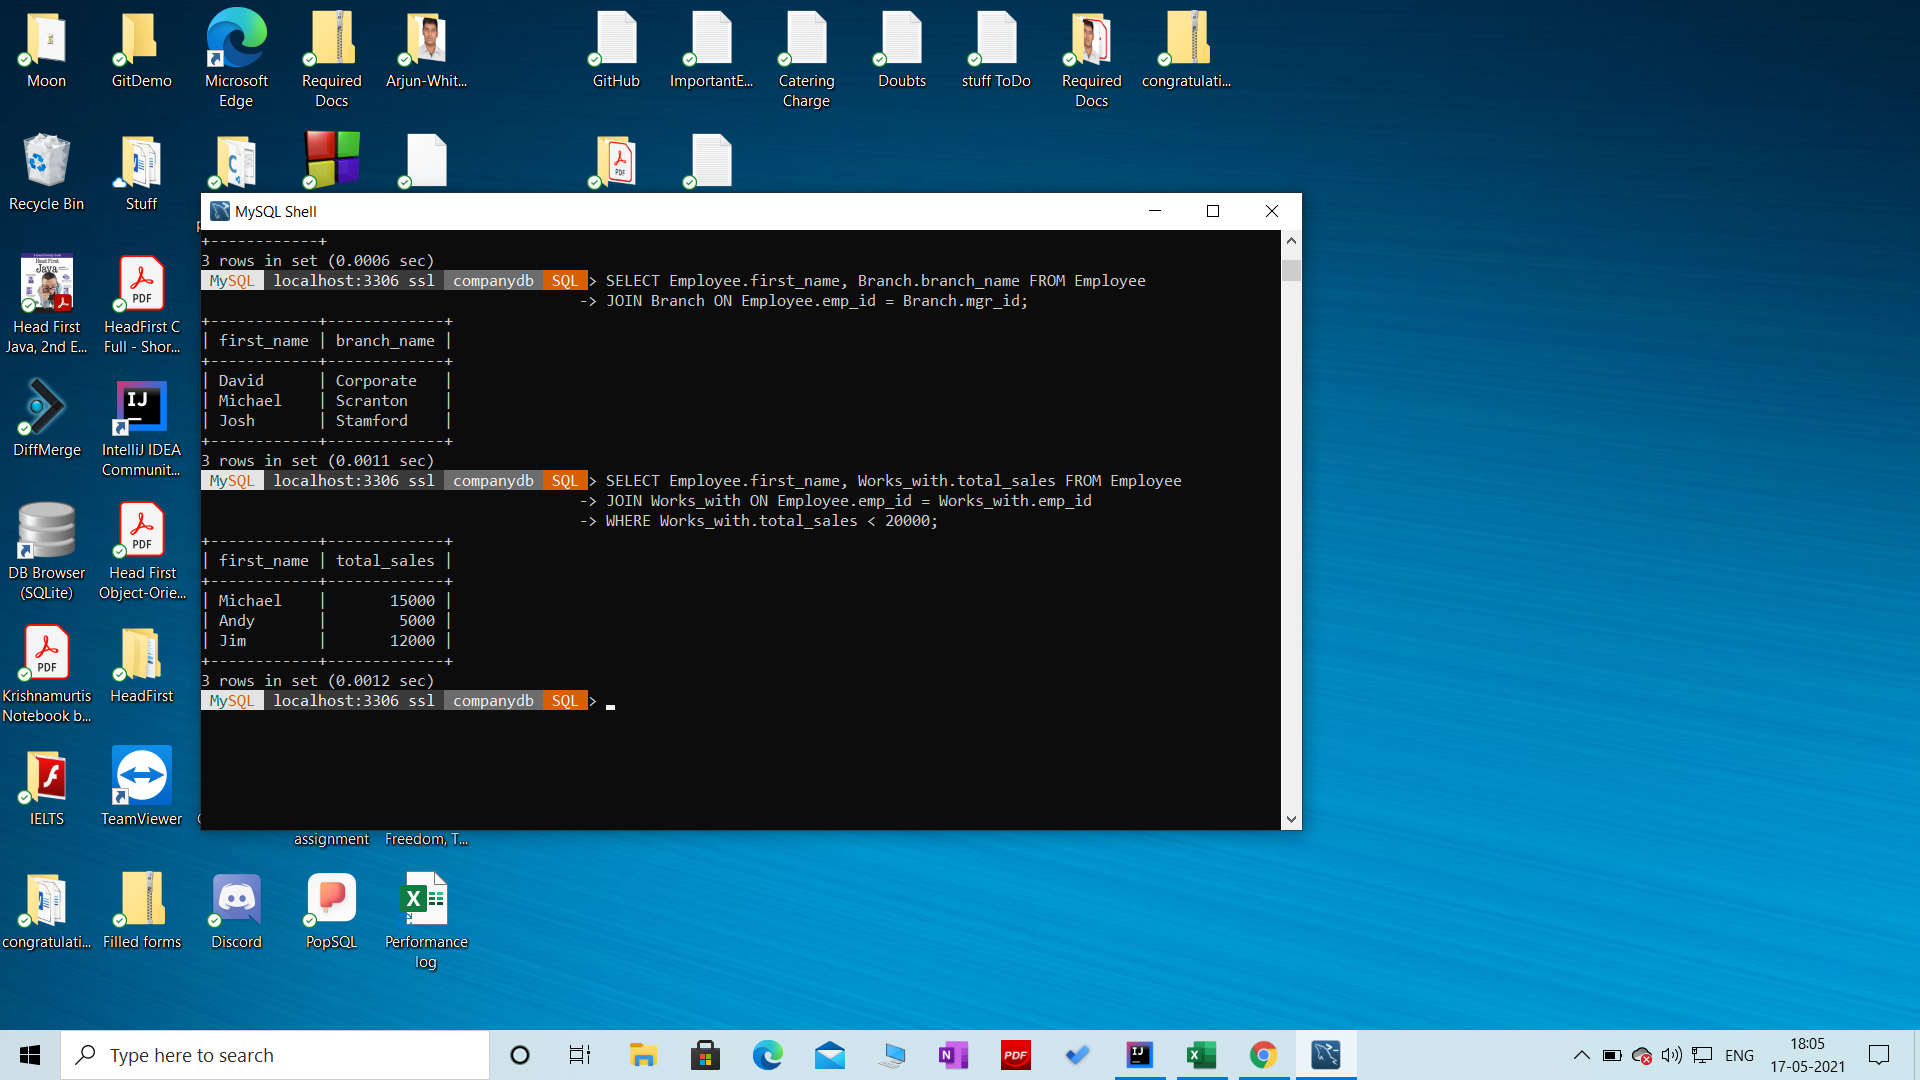 Moon
GitDemo
Microsoft
Edge
Required
Docs
Arjun-Whit...
GitHub
ImportantE...
Catering
Charge
Doubts
stuff ToDo
Required
Docs
congratulati...
Recycle Bin
Stuff
MySQL Shell
+------------+
3 rows in set (0.0006 sec)
MySQL localhost:3306 ssl companydb SQL > SELECT Employee.first_name, Branch.branch_name FROM Employee
-> JOIN Branch ON Employee.emp_id = Branch.mgr_id;
+------------+-------------+
| first_name | branch_name |
+------------+-------------+
| David      | Corporate   |
| Michael    | Scranton    |
| Josh       | Stamford    |
+------------+-------------+
3 rows in set (0.0011 sec)
MySQL localhost:3306 ssl companydb SQL > SELECT Employee.first_name, Works_with.total_sales FROM Employee
-> JOIN Works_with ON Employee.emp_id = Works_with.emp_id
-> WHERE Works_with.total_sales < 20000;
+------------+-------------+
| first_name | total_sales |
+------------+-------------+
| Michael    |       15000 |
| Andy       |        5000 |
| Jim        |       12000 |
+------------+-------------+
3 rows in set (0.0012 sec)
MySQL localhost:3306 ssl companydb SQL >
Head First
Java, 2nd E...
HeadFirst C
Full - Shor...
DiffMerge
IntelliJ IDEA
Communit...
DB Browser
(SQLite)
Head First
Object-Orie...
Krishnamurtis
Notebook b...
HeadFirst
IELTS
TeamViewer
assignment
Freedom, T...
congratulati...
Filled forms
Discord
PopSQL
Performance
log
Type here to search
ENG
18:05
17-05-2021